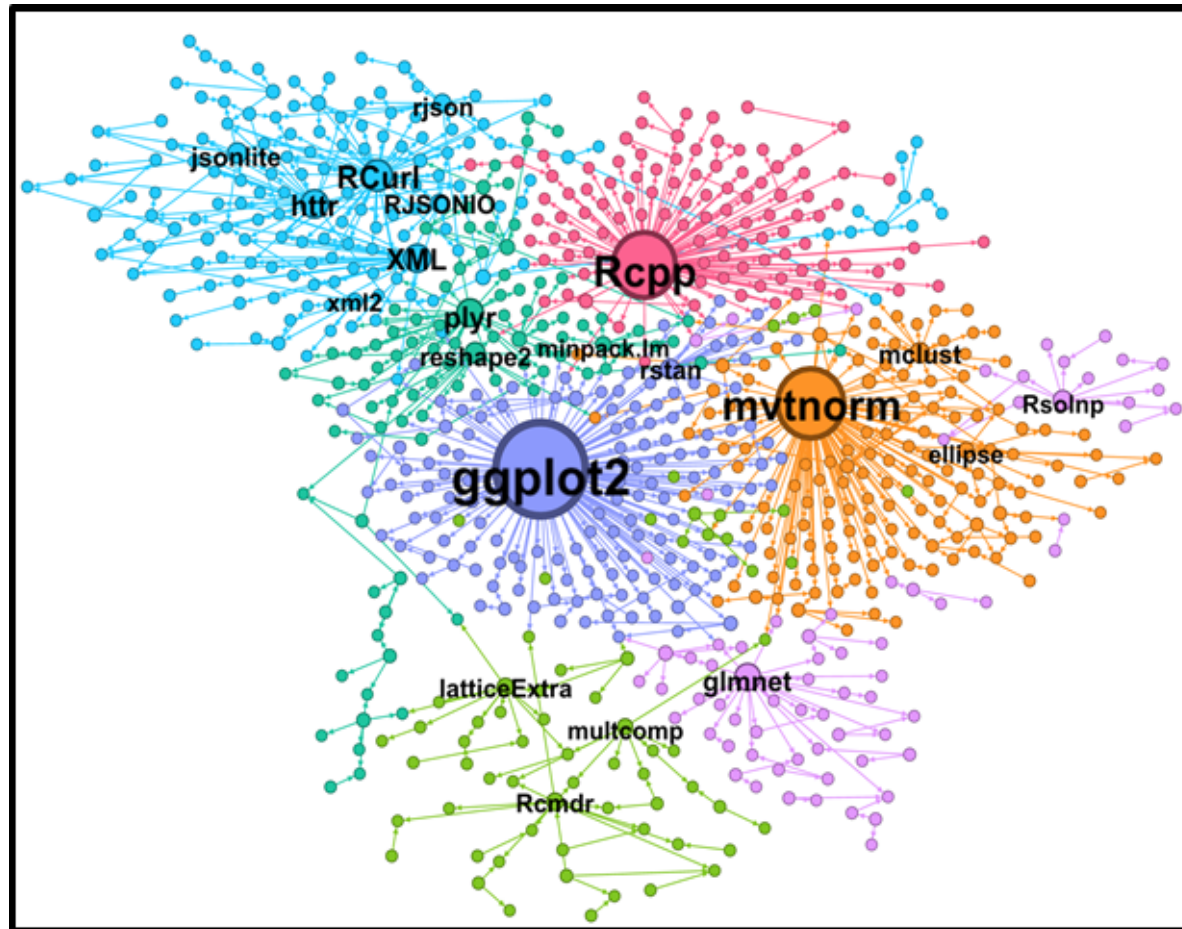 rjson
jsonlite
RCurl
httr
RJSONIO
XML
Rcpp
xml2
plyr
reshape2
minpack.lm
rstan
mclust
mvtnorm
Rsolnp
ellipse
ggplot2
latticeExtra
glmnet
multcomp
Rcmdr